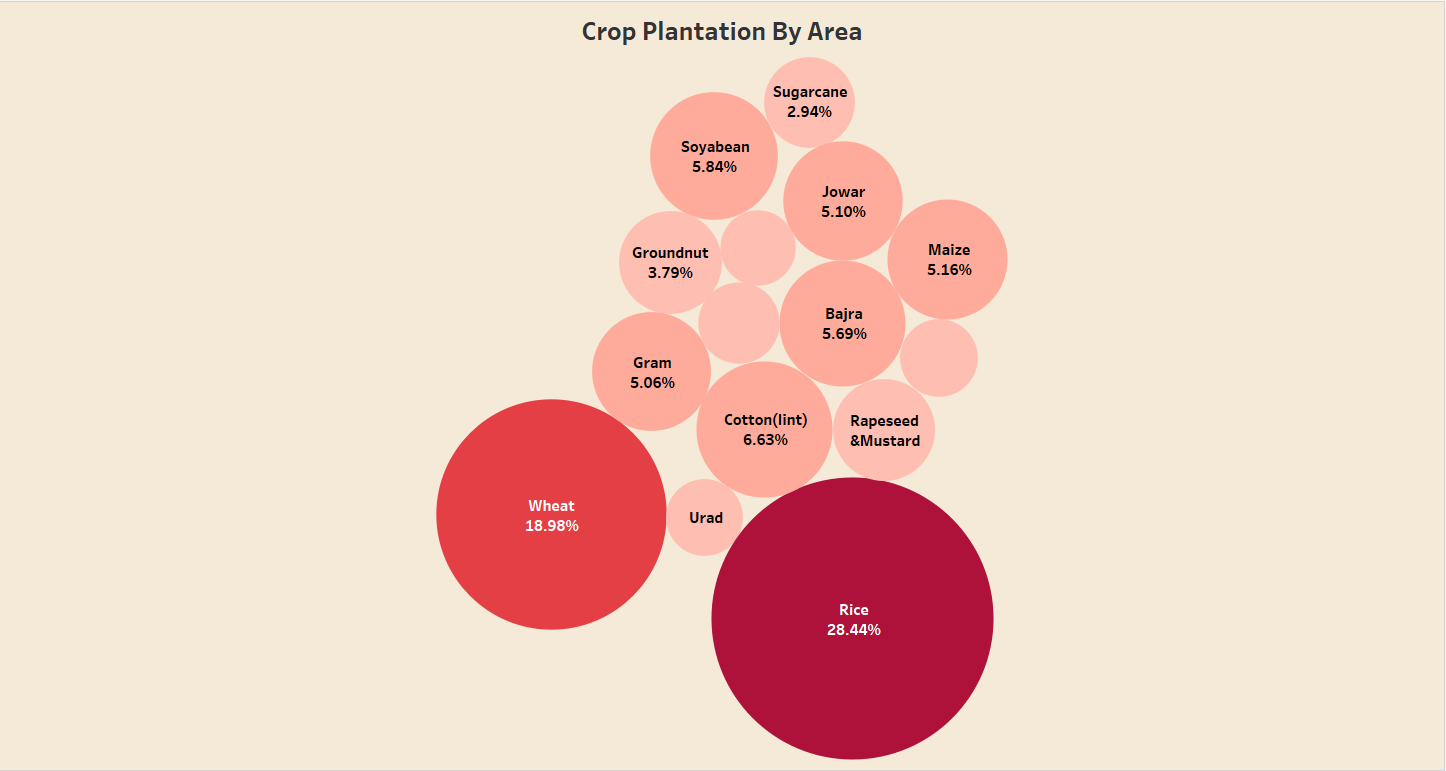 Crop Plantation By Area
Sugarcane
2.94%
Soyabean
5.84%
Jowar
5.10%
Groundnut
3.79%
Maize
5.16%
Bajra
5.69%
Gram
5.06%
Cotton(lint)
6.63%
Rapeseed
&Mustard
Wheat
18.98%
Urad
Rice
28.44%